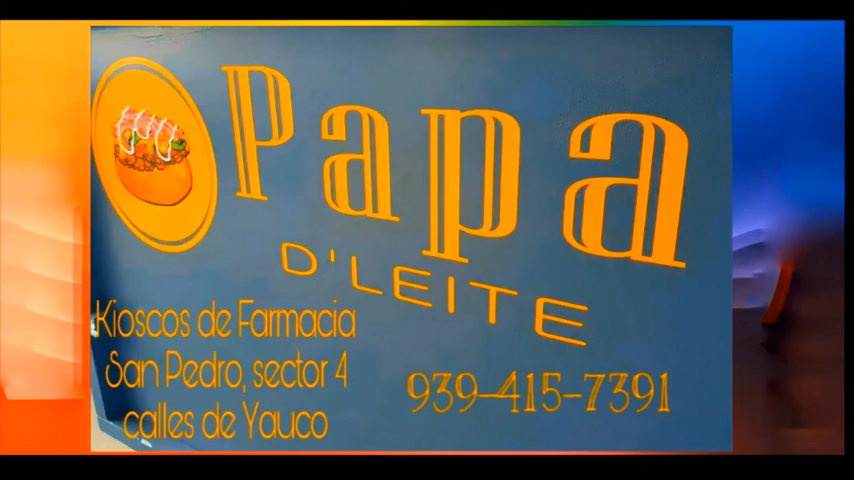 Papa
D'LEITE
Kioscos de Farmacia
San Pedro, sector 4
calles de Yauco
939-415-7391